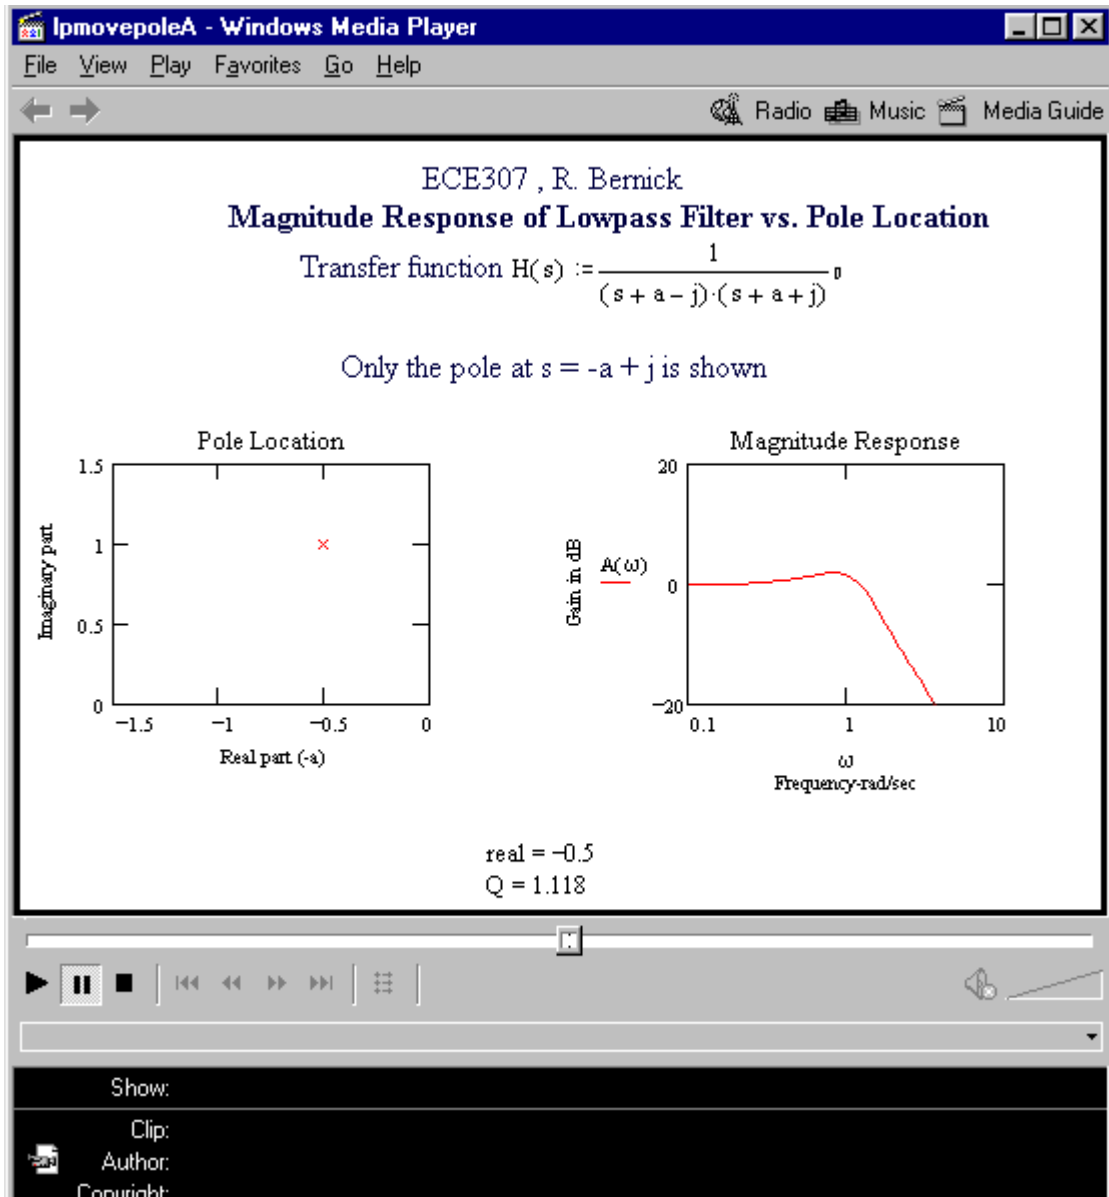 lpmovepoleA - Windows Media Player
File View Play Favorites Go Help
Radio Music Media Guide
ECE307 , R. Bernick
Magnitude Response of Lowpass Filter vs. Pole Location
Transfer function H(s) := 1
(s + a − j)·(s + a + j)
Only the pole at s = -a + j is shown
Pole Location
1.5
1
0.5
0
Imaginary part
−1.5 −1 −0.5 0
Real part (-a)
Magnitude Response
20
0
−20
Gain in dB
A(ω)
0.1 1 10
ω
Frequency-rad/sec
real = −0.5
Q = 1.118
Show:
Clip:
Author:
Copyright: